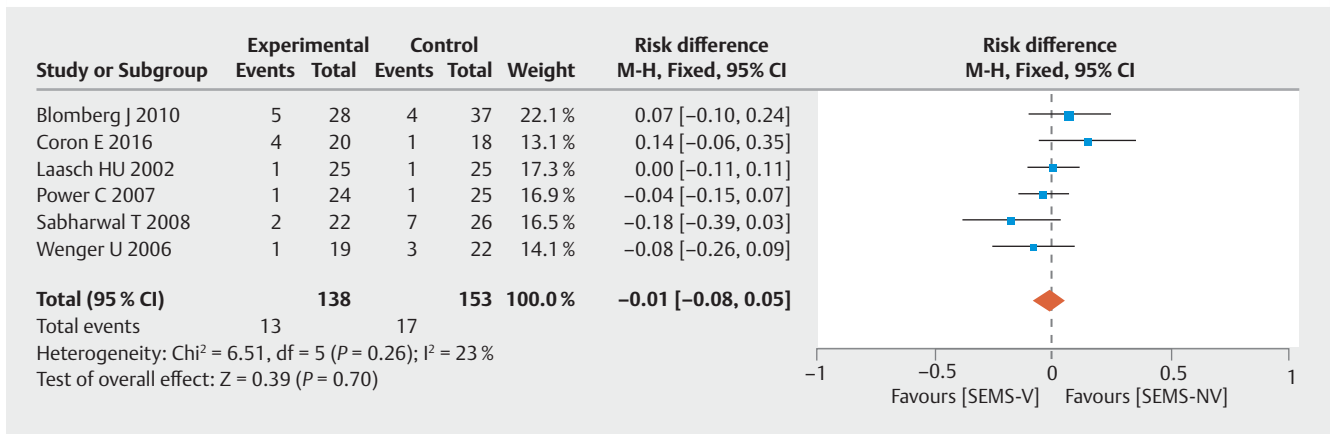 Experimental Control Risk difference Risk difference
Study or Subgroup Events Total Events Total Weight M-H, Fixed, 95% CI M-H, Fixed, 95% CI
Blomberg J 2010 5 28 4 37 22.1 % 0.07 [−0.10, 0.24]
Coron E 2016 4 20 1 18 13.1 % 0.14 [−0.06, 0.35]
Laasch HU 2002 1 25 1 25 17.3 % 0.00 [−0.11, 0.11]
Power C 2007 1 24 1 25 16.9 % −0.04 [−0.15, 0.07]
Sabharwal T 2008 2 22 7 26 16.5 % −0.18 [−0.39, 0.03]
Wenger U 2006 1 19 3 22 14.1 % −0.08 [−0.26, 0.09]
Total (95 % CI) 138 153 100.0 % −0.01 [−0.08, 0.05]
Total events 13 17
Heterogeneity: Chi² = 6.51, df = 5 (P = 0.26); I² = 23 %
Test of overall effect: Z = 0.39 (P = 0.70)
−1 −0.5 0 0.5 1
Favours [SEMS-V] Favours [SEMS-NV]